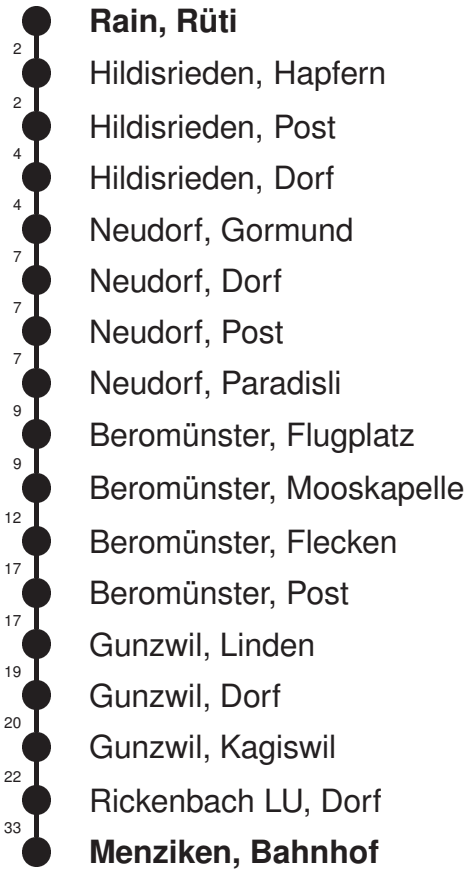 Rain, Rüti
2
Hildisrieden, Hapfern
2
Hildisrieden, Post
4
Hildisrieden, Dorf
4
Neudorf, Gormund
7
Neudorf, Dorf
7
Neudorf, Post
7
Neudorf, Paradisli
9
Beromünster, Flugplatz
9
Beromünster, Mooskapelle
12
Beromünster, Flecken
17
Beromünster, Post
17
Gunzwil, Linden
19
Gunzwil, Dorf
20
Gunzwil, Kagiswil
22
Rickenbach LU, Dorf
33
Menziken, Bahnhof